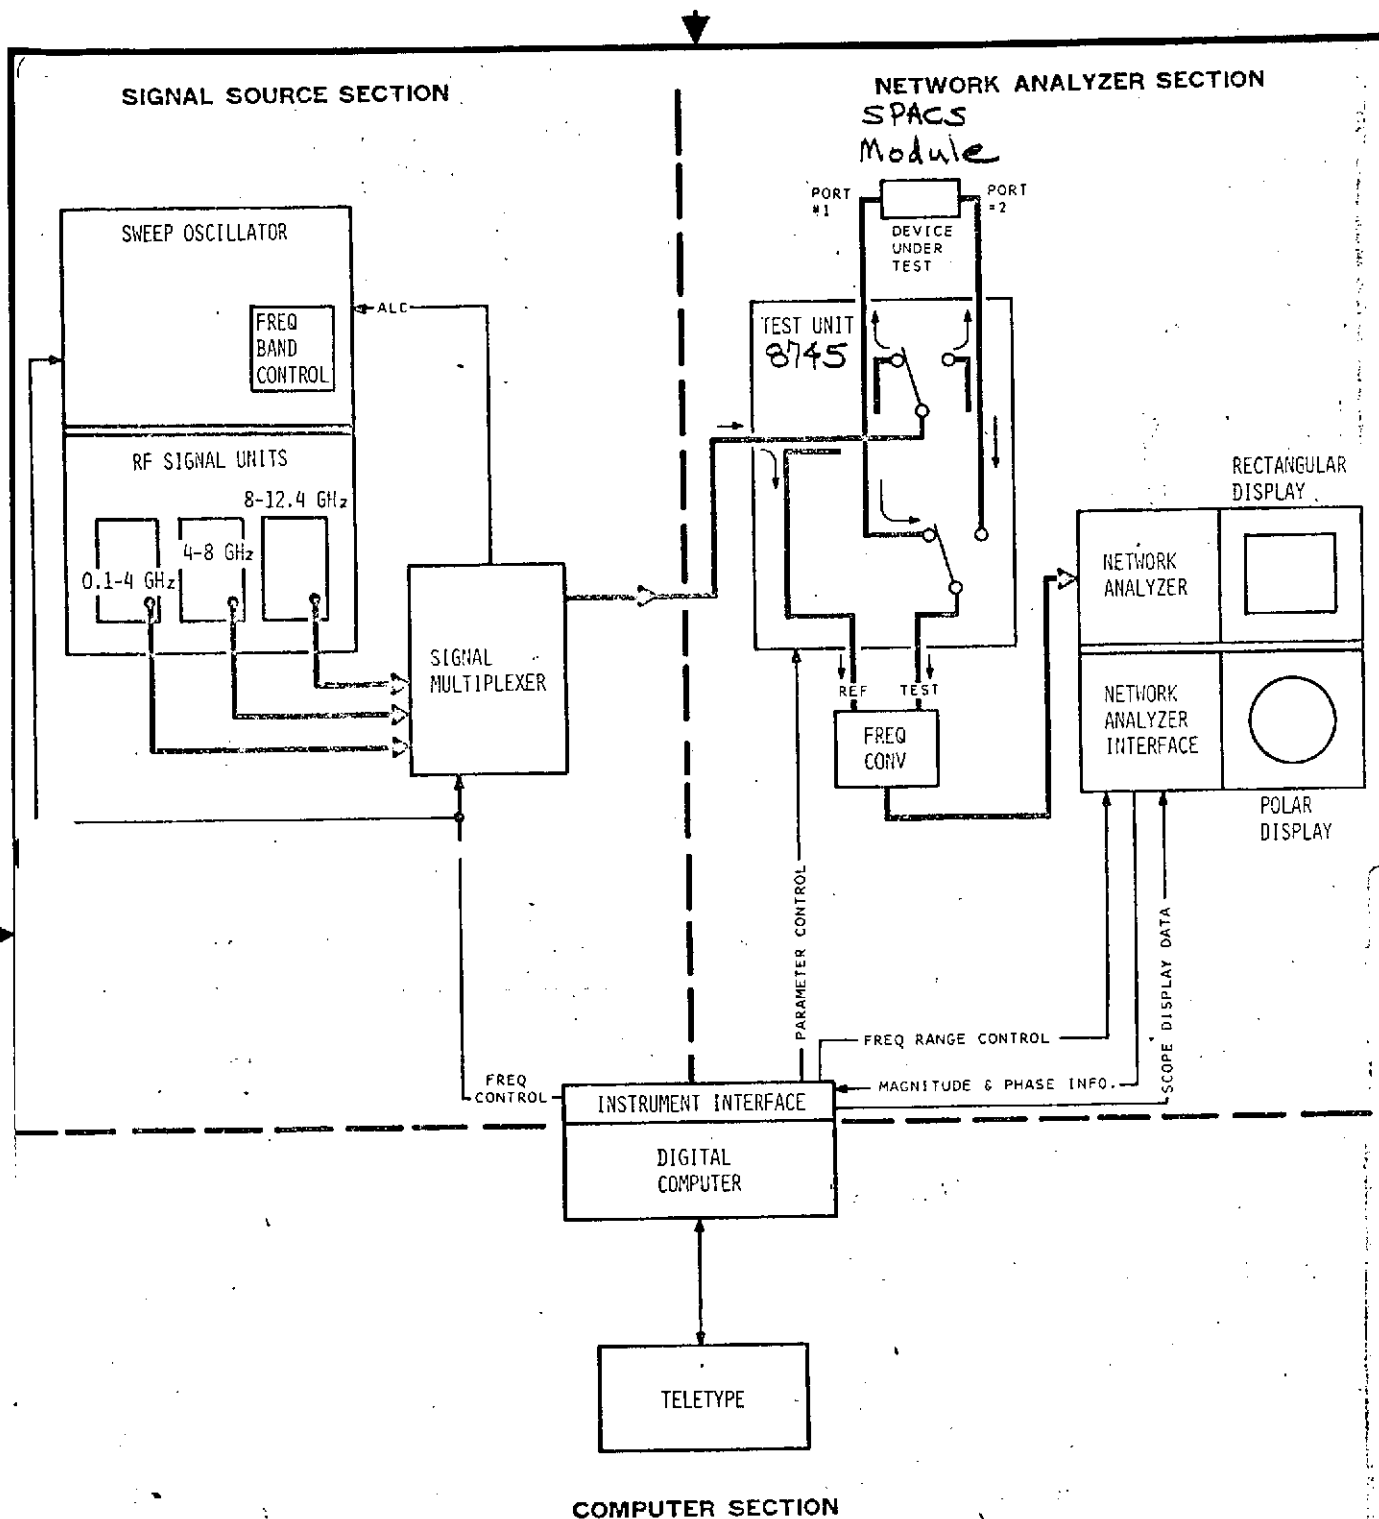 SIGNAL SOURCE SECTION
NETWORK ANALYZER SECTION
SPACS
Module
PORT
#1
PORT
=2
DEVICE
UNDER
TEST
SWEEP OSCILLATOR
FREQ
BAND
CONTROL
ALC
TEST UNIT
8745
RF SIGNAL UNITS
8-12.4 GHz
4-8 GHz
0.1-4 GHz
SIGNAL
MULTIPLEXER
RECTANGULAR
DISPLAY
NETWORK
ANALYZER
NETWORK
ANALYZER
INTERFACE
POLAR
DISPLAY
REF
TEST
FREQ
CONV
PARAMETER CONTROL
SCOPE DISPLAY DATA
FREQ RANGE CONTROL
MAGNITUDE & PHASE INFO.
FREQ
CONTROL
INSTRUMENT INTERFACE
DIGITAL
COMPUTER
TELETYPE
COMPUTER SECTION